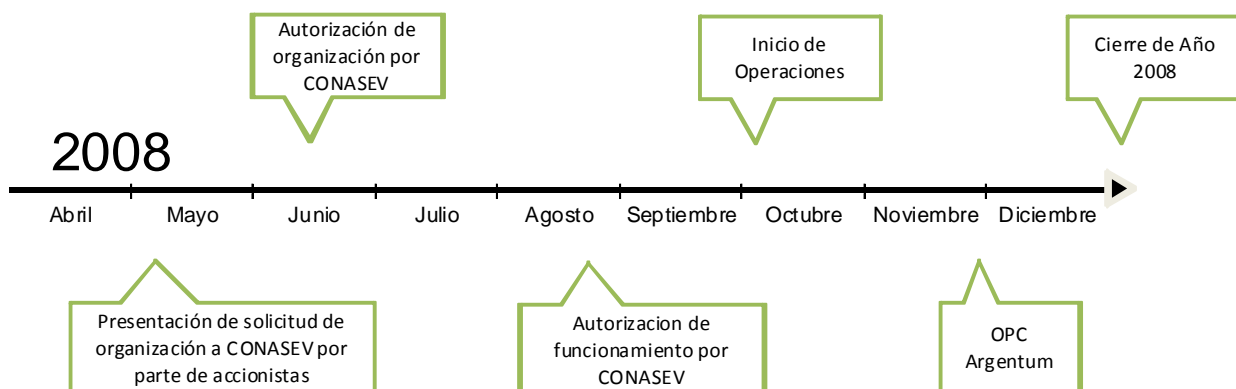 Autorización de
organización por
CONASEV
Inicio de
Operaciones
Cierre de Año
2008
2008
Abril Mayo Junio Julio Agosto Septiembre Octubre Noviembre Diciembre
Presentación de solicitud de
organización a CONASEV por
parte de accionistas
Autorizacion de
funcionamiento por
CONASEV
OPC
Argentum